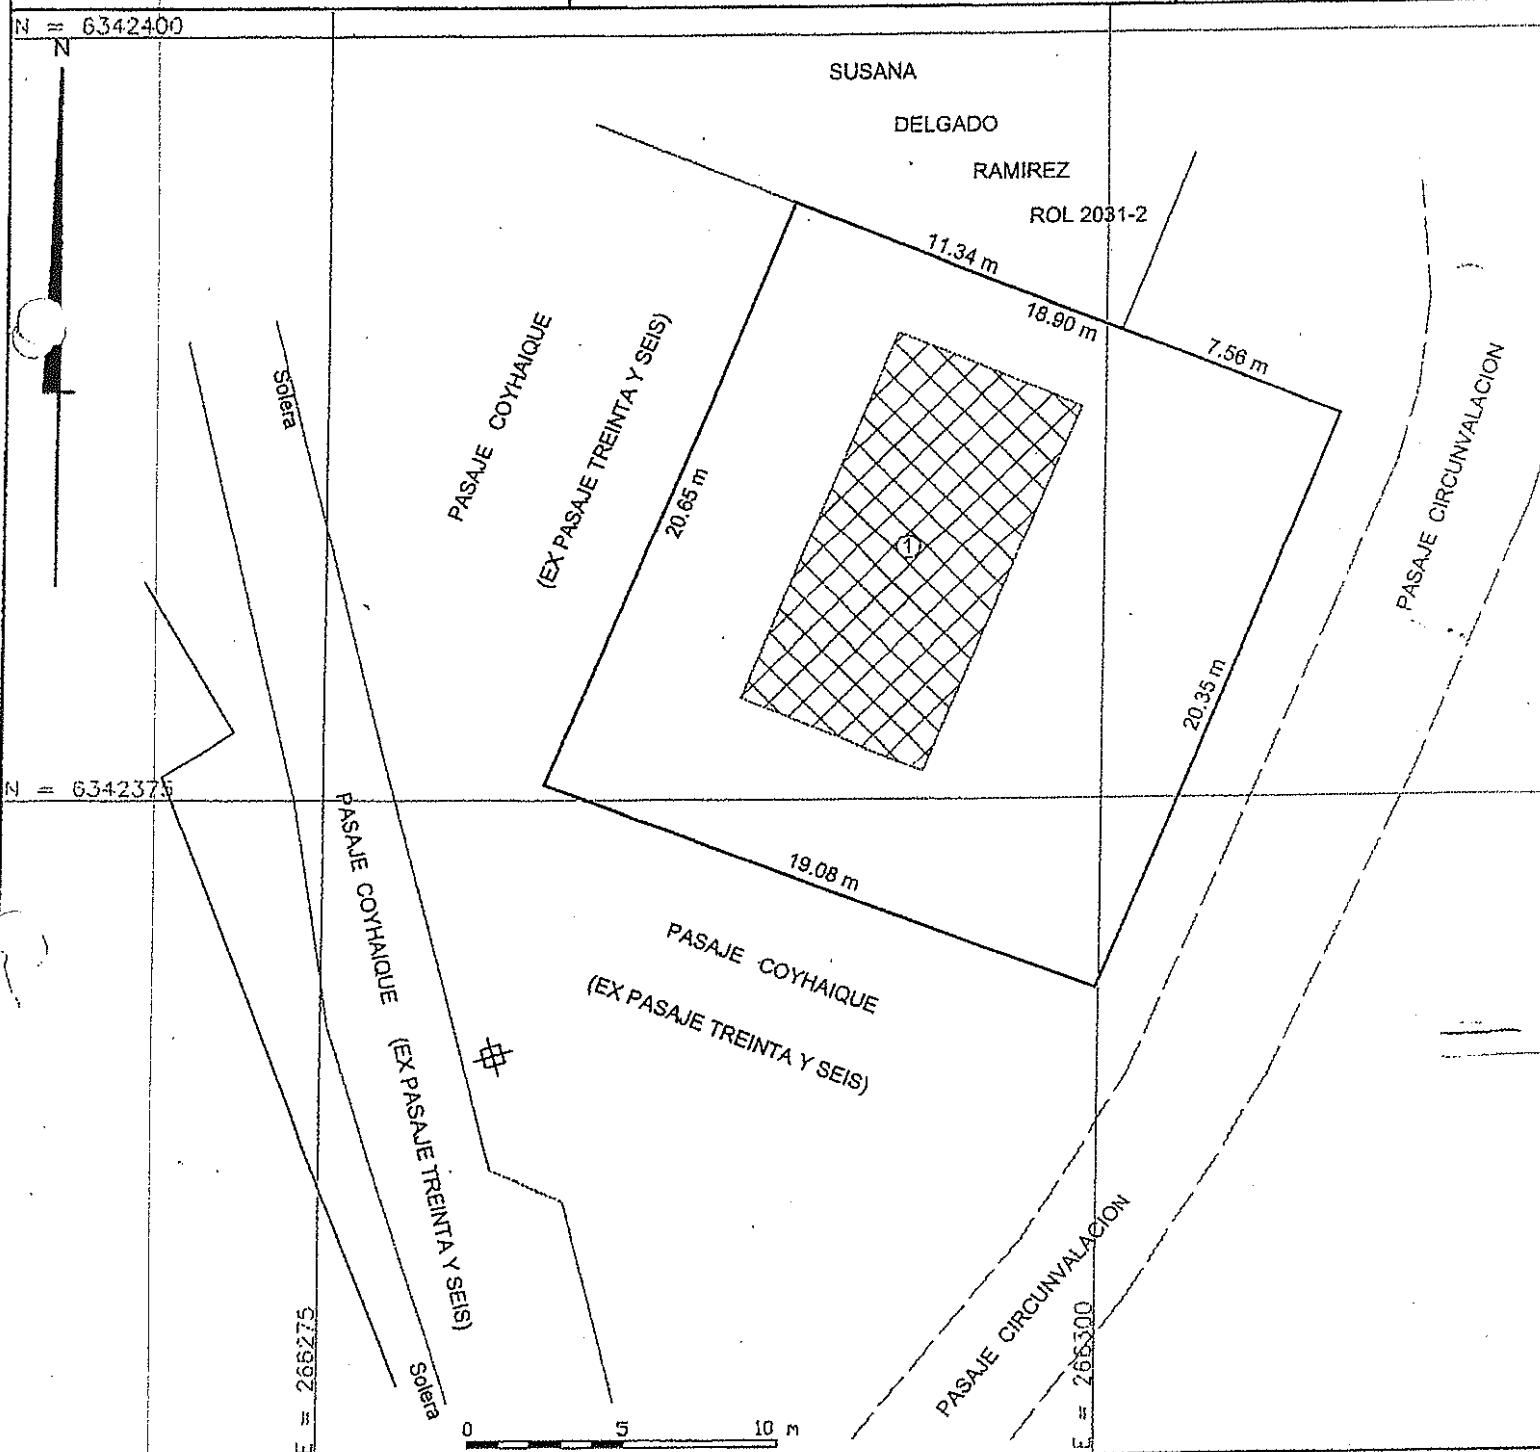 N = 6342400
N
SUSANA
DELGADO
RAMIREZ
ROL 2031-2
11.34 m
18.90 m
7.56 m
PASAJE COYHAIQUE
(EX PASAJE TREINTA Y SEIS)
Solera
20.65 m
1
PASAJE CIRCUNVALACION
20.35 m
N = 6342375
19.08 m
PASAJE COYHAIQUE
(EX PASAJE TREINTA Y SEIS)
PASAJE COYHAIQUE (EX PASAJE TREINTA Y SEIS)
Solera
PASAJE CIRCUNVALACION
E = 266275
E = 266300
0 5 10 m